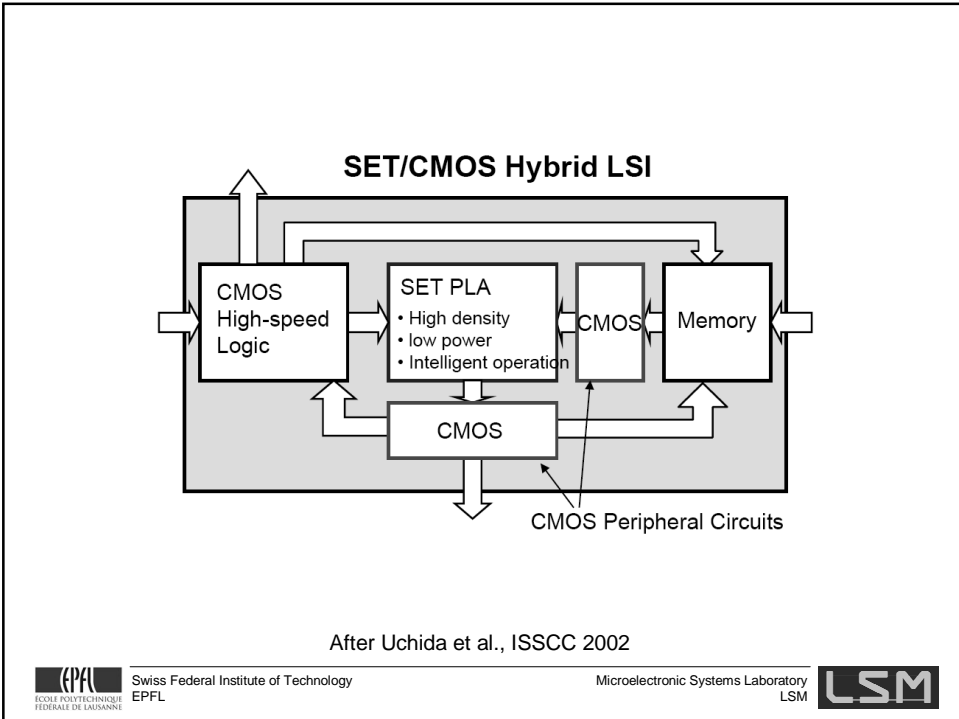 SET/CMOS Hybrid LSI
CMOS
High-speed
Logic
SET PLA
• High density
• low power
• Intelligent operation
CMOS
Memory
CMOS
CMOS Peripheral Circuits
After Uchida et al., ISSCC 2002
EPFL
ÉCOLE POLYTECHNIQUE
FÉDÉRALE DE LAUSANNE
Swiss Federal Institute of Technology
EPFL
Microelectronic Systems Laboratory
LSM
LSM